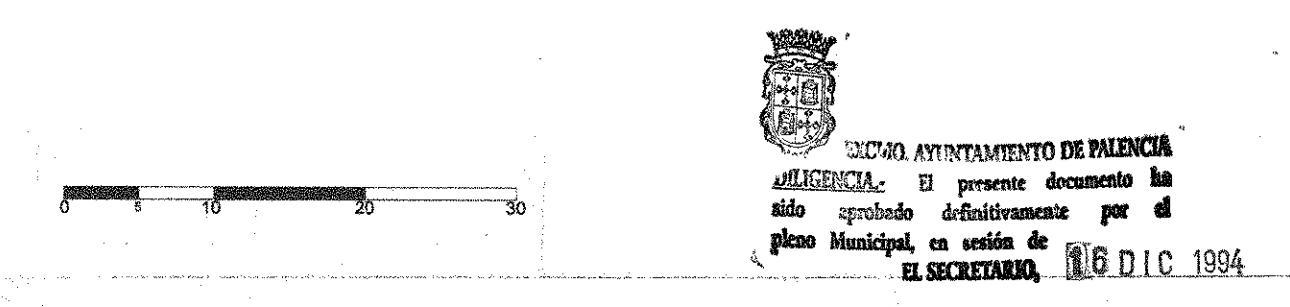 EXCMO. AYUNTAMIENTO DE PALENCIA
DILIGENCIA.- El presente documento ha
sido aprobado definitivamente por el
pleno Municipal, en sesión de
EL SECRETARIO, 16 DIC 1994
0 5 10 20 30